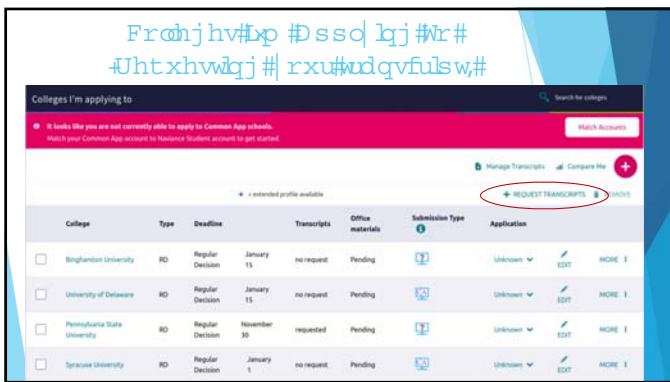 Froohjhv#Lxp #Dsso| lqj #Wr#
+Uhtxhvwlqj #| rxu#wudqvfulsw,#
Colleges I'm applying to Search for colleges
It looks like you are not currently able to apply to Common App schools.
Match your Common App account to Naviance Student account to get started. Match Accounts
Manage Transcripts Compare Me +
+ = extended profile available + REQUEST TRANSCRIPTS REMOVE
College Type Deadline Transcripts Office materials Submission Type Application
Binghamton University RD Regular Decision January 15 no request Pending ? Unknown EDIT MORE
University of Delaware RD Regular Decision January 15 no request Pending Unknown EDIT MORE
Pennsylvania State University RD Regular Decision November 30 requested Pending ? Unknown EDIT MORE
Syracuse University RD Regular Decision January 1 no request Pending Unknown EDIT MORE